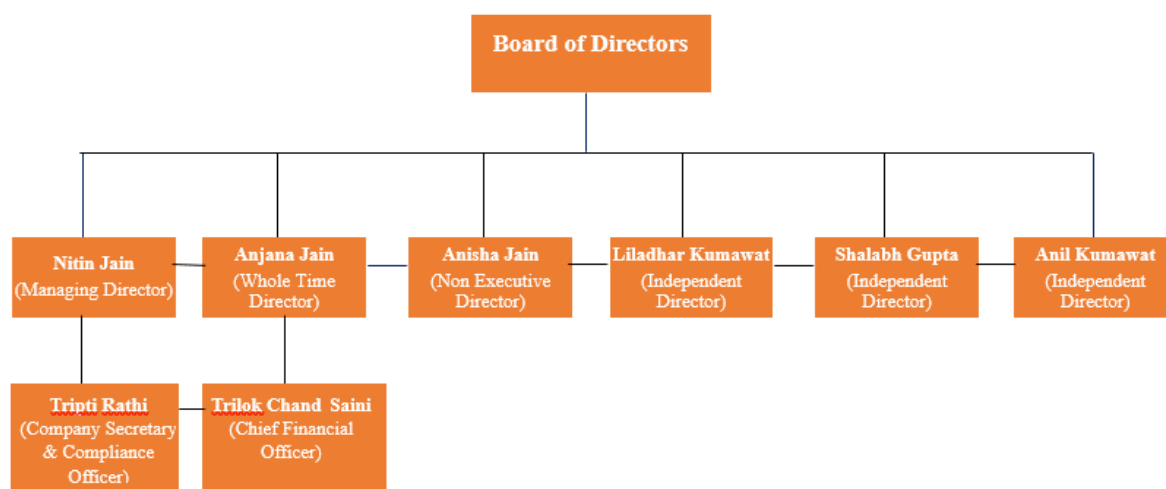 Board of Directors
Nitin Jain
(Managing Director)
Anjana Jain
(Whole Time
Director)
Anisha Jain
(Non Executive
Director)
Liladhar Kumawat
(Independent
Director)
Shalabh Gupta
(Independent
Director)
Anil Kumawat
(Independent
Director)
Tripti Rathi
(Company Secretary
& Compliance
Officer)
Trilok Chand Saini
(Chief Financial
Officer)